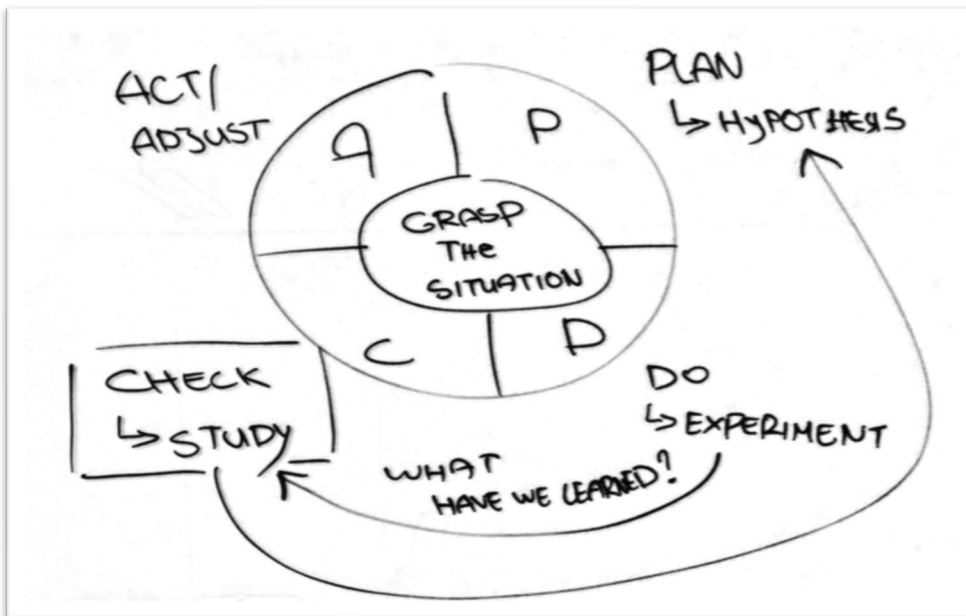 ACT/
ADJUST
PLAN
↳ HYPOTHESIS
A
P
GRASP
THE
SITUATION
C
D
CHECK
↳ STUDY
DO
↳ EXPERIMENT
WHAT
HAVE WE LEARNED?